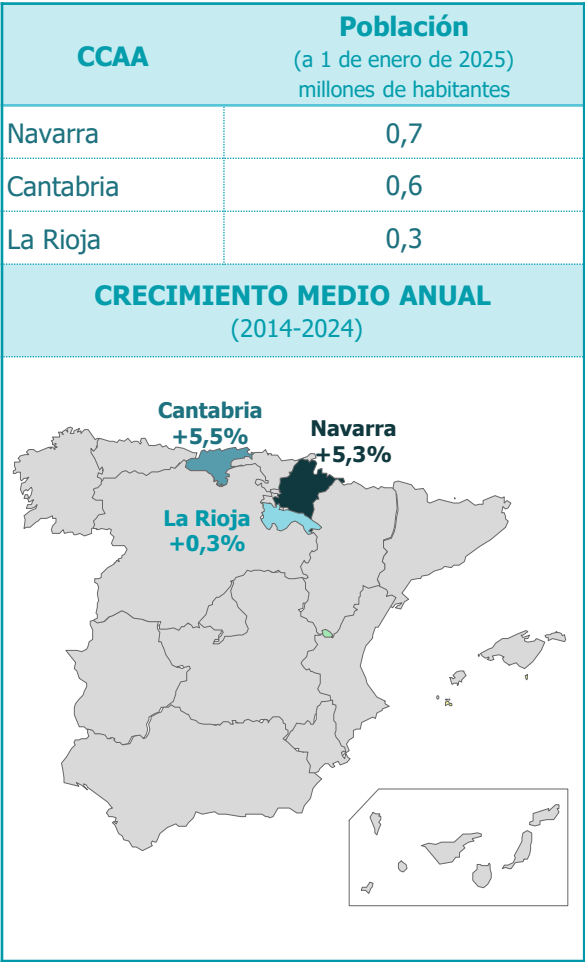 CCAA
Población
(a 1 de enero de 2025)
millones de habitantes
Navarra 0,7
Cantabria 0,6
La Rioja 0,3
CRECIMIENTO MEDIO ANUAL
(2014-2024)
Cantabria
+5,5%
Navarra
+5,3%
La Rioja
+0,3%